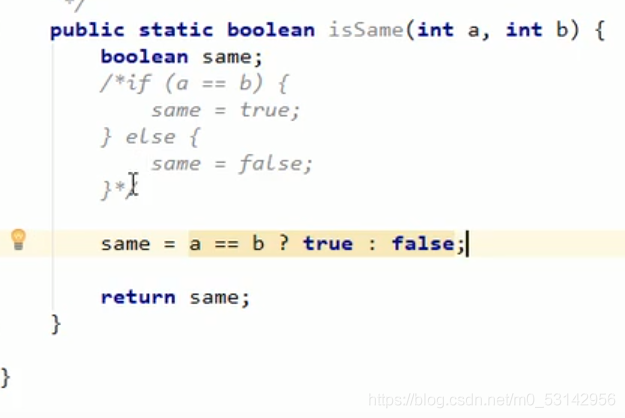 */
public static boolean isSame(int a, int b) {
boolean same;
/*if (a == b) {
same = true;
} else {
same = false;
}*/
same = a == b ? true : false;
return same;
}
}
https://blog.csdn.net/m0_53142956